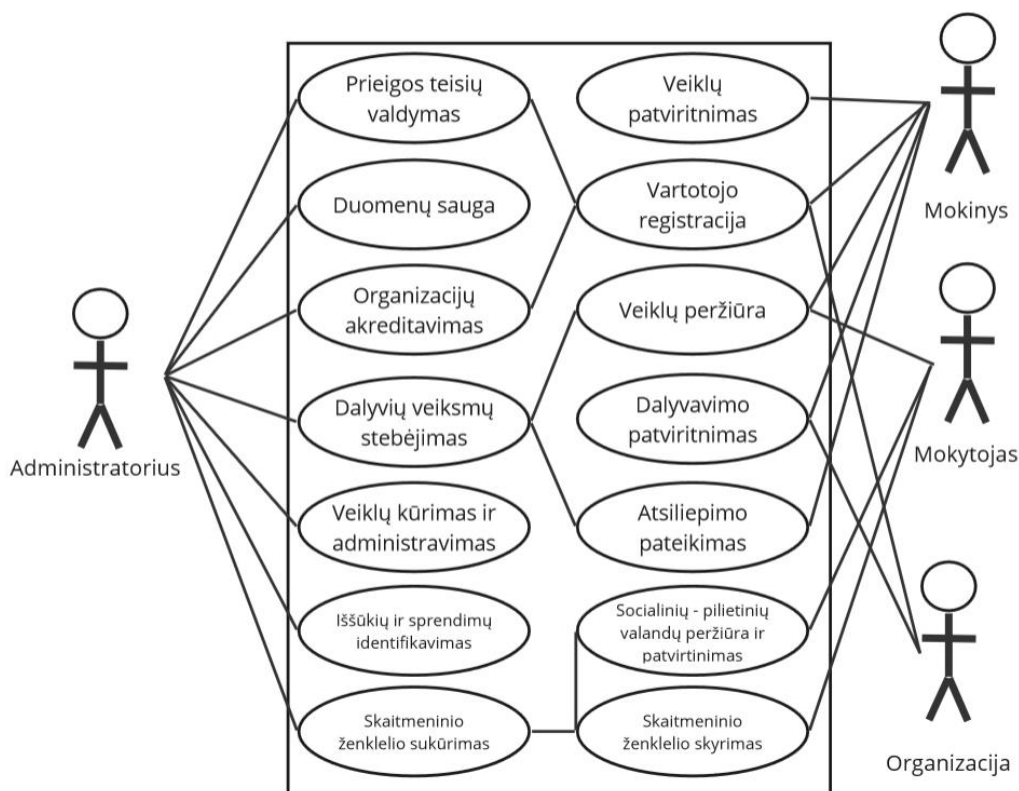 Prieigos teisių
valdymas
Veiklų
patviritnimas
Mokinys
Duomenų sauga
Vartotojo
registracija
Organizacijų
akreditavimas
Veiklų peržiūra
Administratorius
Dalyvių veiksmų
stebėjimas
Dalyvavimo
patviritnimas
Mokytojas
Veiklų kūrimas ir
administravimas
Atsiliepimo
pateikimas
Iššūkių ir sprendimų
identifikavimas
Socialinių - pilietinių
valandų peržiūra ir
patvirtinimas
Skaitmeninio
ženklelio sukūrimas
Skaitmeninio
ženklelio skyrimas
Organizacija